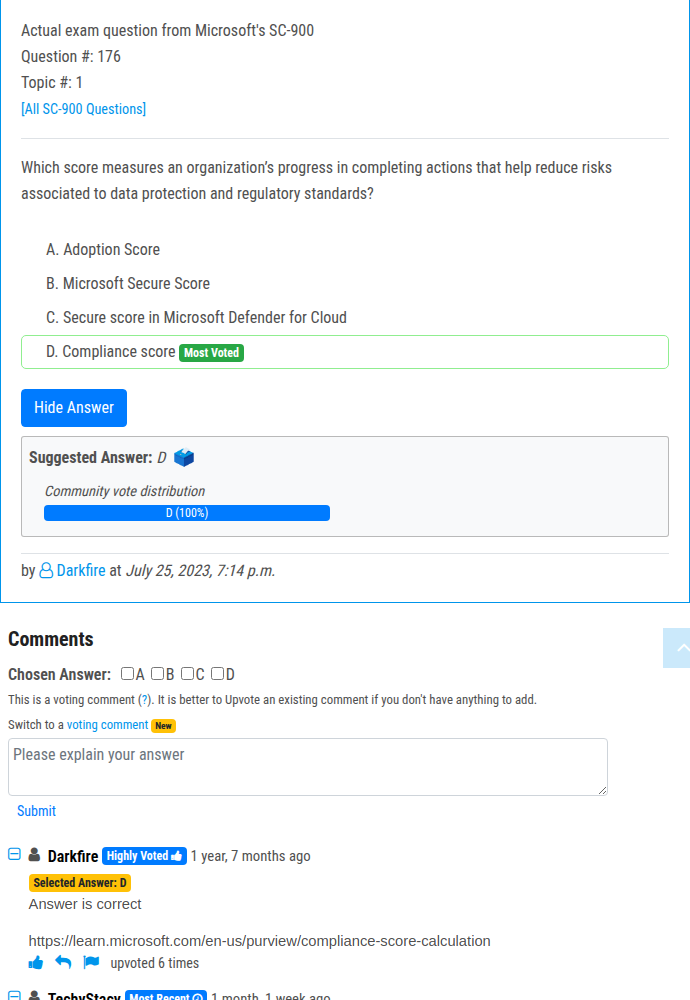 Actual exam question from Microsoft's SC-900
Question #: 176
Topic #: 1
[All SC-900 Questions]
Which score measures an organization's progress in completing actions that help reduce risks
associated to data protection and regulatory standards?
A. Adoption Score
B. Microsoft Secure Score
C. Secure score in Microsoft Defender for Cloud
D. Compliance score Most Voted
Hide Answer
Suggested Answer: D
Community vote distribution
D (100%)
by Darkfire at July 25, 2023, 7:14 p.m.
Comments
Chosen Answer: A B C D
This is a voting comment (?). It is better to Upvote an existing comment if you don't have anything to add.
Switch to a voting comment New
Please explain your answer
Submit
Darkfire Highly Voted 1 year, 7 months ago
Selected Answer: D
Answer is correct
https://learn.microsoft.com/en-us/purview/compliance-score-calculation
upvoted 6 times
TechyStacy Most Recent 1 month, 1 week ago